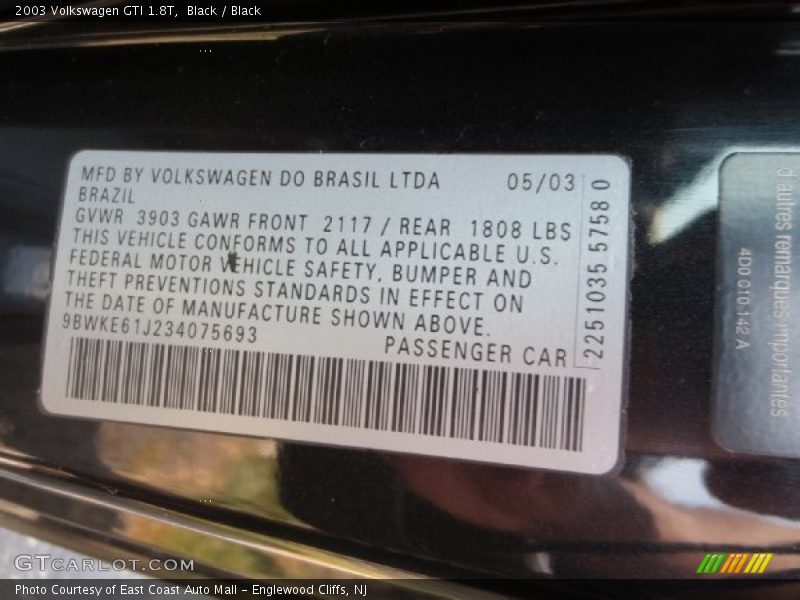 2003 Volkswagen GTI 1.8T, Black / Black
MFD BY VOLKSWAGEN DO BRASIL LTDA 05/03
BRAZIL
GVWR 3903 GAWR FRONT 2117 / REAR 1808 LBS
THIS VEHICLE CONFORMS TO ALL APPLICABLE U.S.
FEDERAL MOTOR VEHICLE SAFETY, BUMPER AND
THEFT PREVENTIONS STANDARDS IN EFFECT ON
THE DATE OF MANUFACTURE SHOWN ABOVE.
9BWKE61J234075693
PASSENGER CAR
2251035 57580
d'autres remarques importantes
4D0 010 142 A
GTCARLOT.COM
Photo Courtesy of East Coast Auto Mall - Englewood Cliffs, NJ